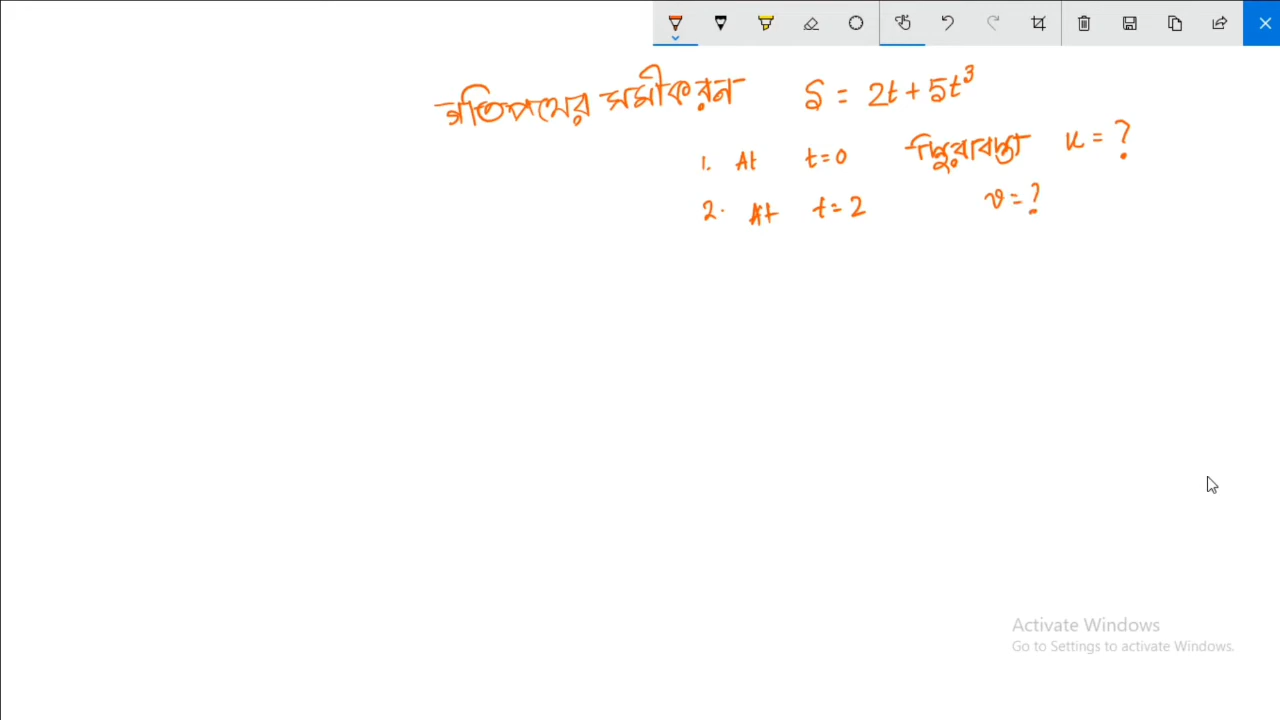 গতিপথের সমীকরন S = 2t + 5t³
1. At t=0 স্থিরাবস্থা u = ?
2. At t=2 v = ?
Activate Windows
Go to Settings to activate Windows.